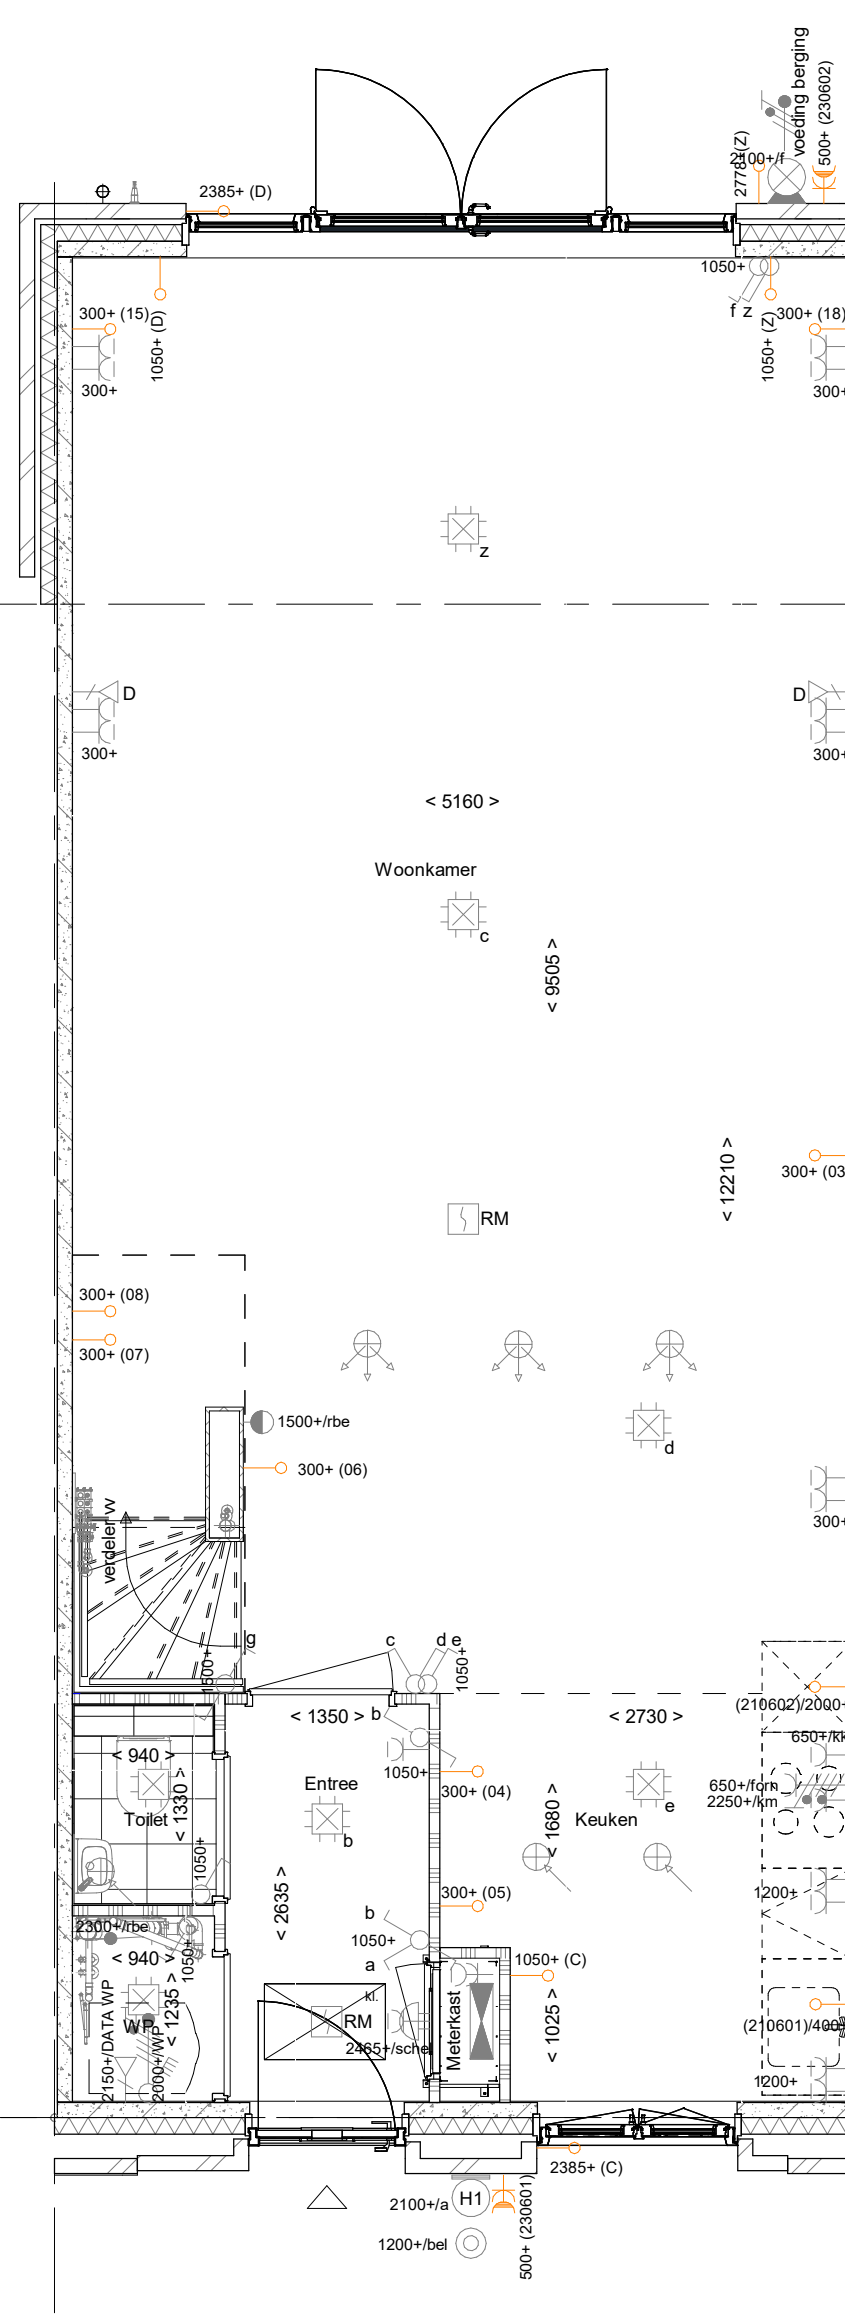 voeding berging
500+ (230602)
2778+(Z)
2100+/f
2385+ (D)
1050+
f z
300+ (15)
1050+ (D)
300+
1050+ (Z)
300+ (18)
300+
z
D
300+
D
300+
< 5160 >
Woonkamer
c
< 9505 >
< 12210 >
300+ (03
RM
300+ (08)
300+ (07)
1500+/rbe
d
300+ (06)
300+
verdeler vv
g
1500+
c
d e
1050+
< 1350 >
b
< 2730 >
(210602)/2000+
650+/kk
< 940 >
1050+
300+ (04)
650+/forn
2250+/km
< 1330 >
Entree
e
Toilet
b
< 1680 >
Keuken
1050+
< 2635 >
1200+
300+ (05)
2300+/rbe
b
1050+
< 940 >
1050+
a
1050+ (C)
2150+/DATA WP
WP
2000+/WP
< 1235 >
kl.
RM
2465+/schel
Meterkast
< 1025 >
(210601)/400+
1200+
2385+ (C)
2100+/a
H1
500+ (230601)
1200+/bel